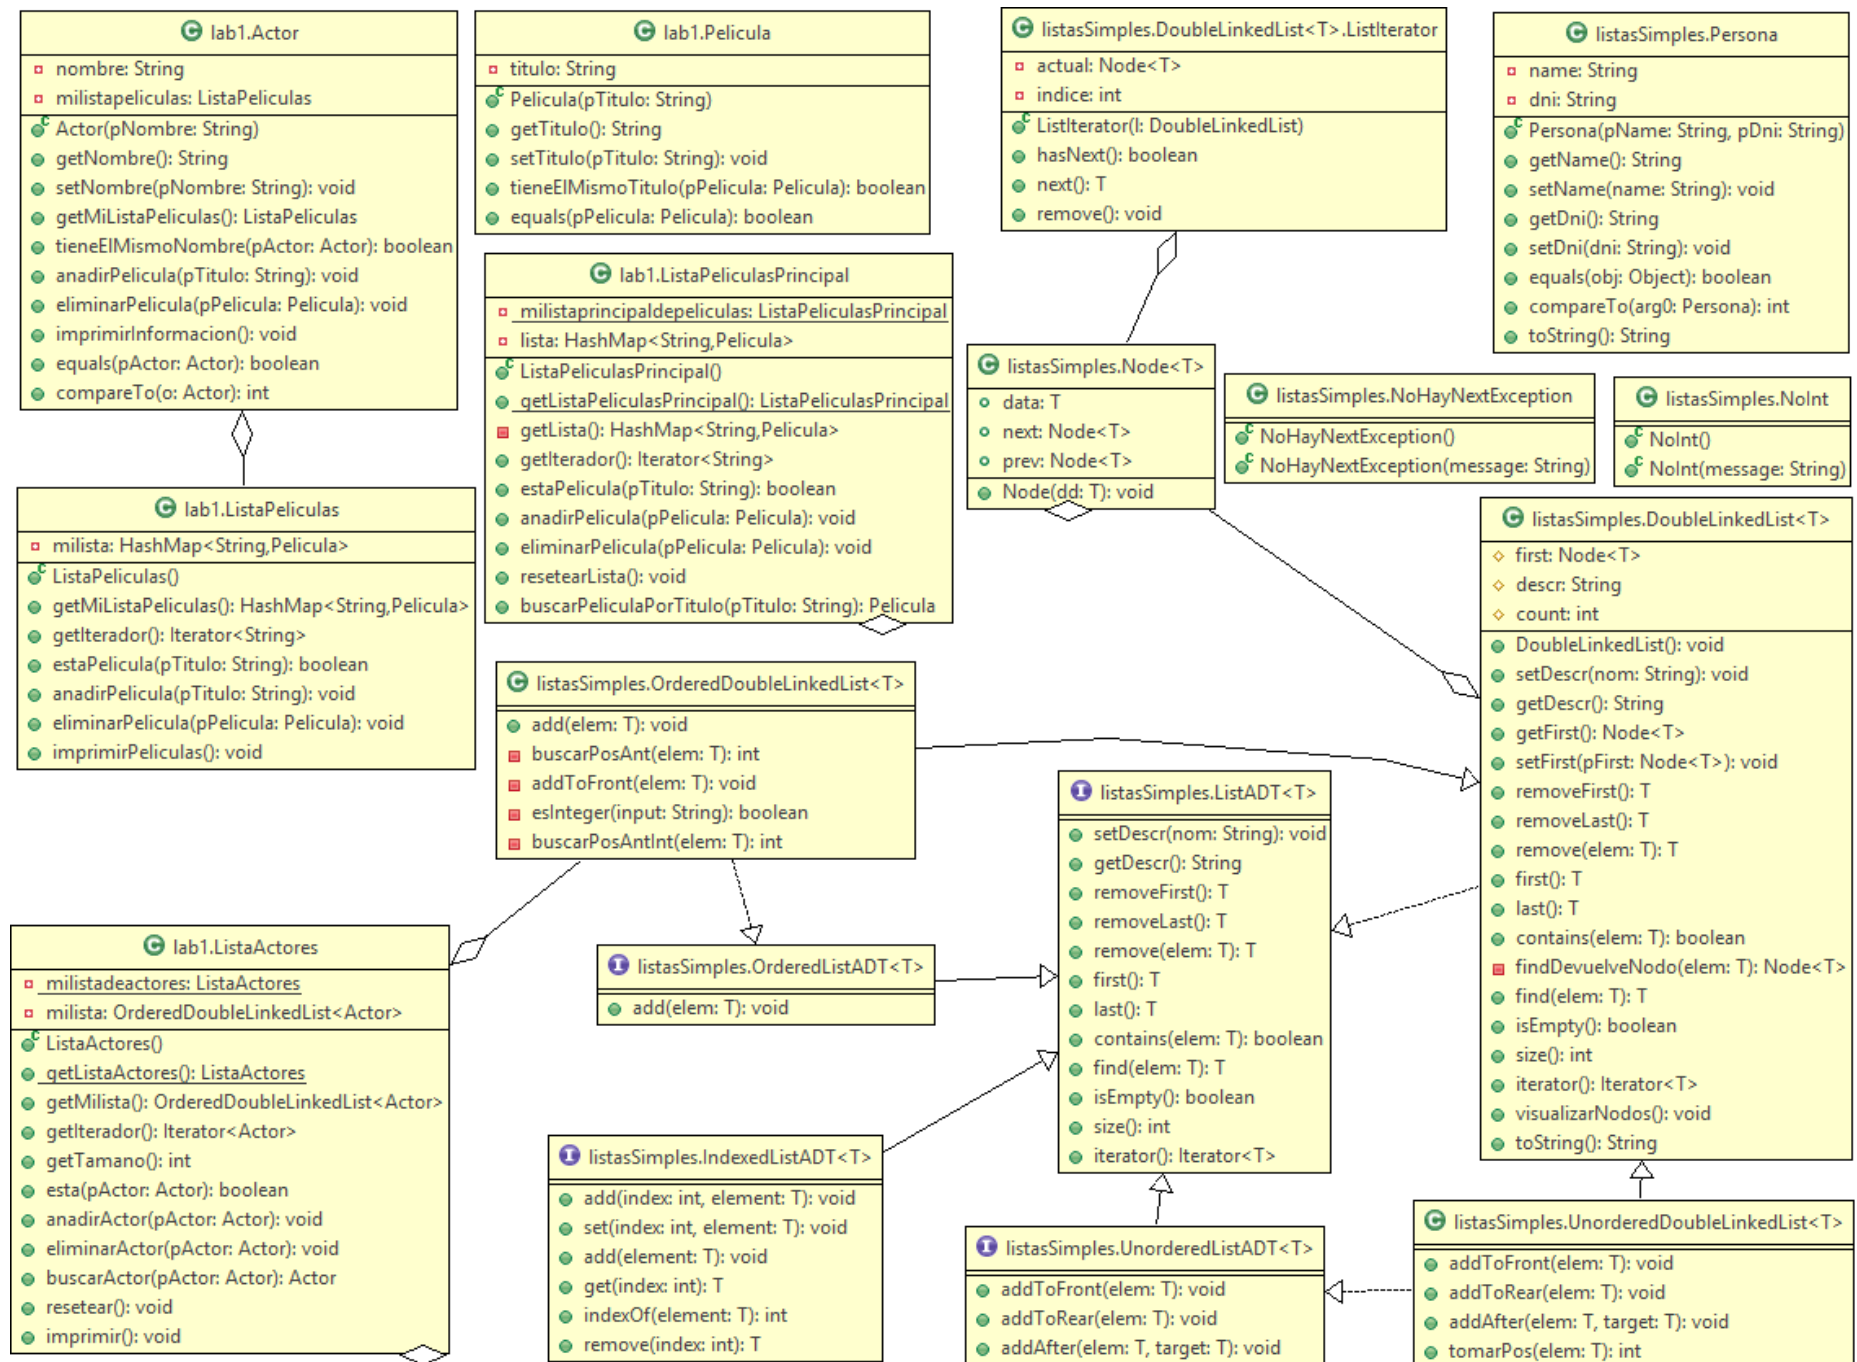 lab1.Actor
nombre: String
milistapeliculas: ListaPeliculas
Actor(pNombre: String)
getNombre(): String
setNombre(pNombre: String): void
getMiListaPeliculas(): ListaPeliculas
tieneElMismoNombre(pActor: Actor): boolean
anadirPelicula(pTitulo: String): void
eliminarPelicula(pPelicula: Pelicula): void
imprimirInformacion(): void
equals(pActor: Actor): boolean
compareTo(o: Actor): int
lab1.Pelicula
titulo: String
Pelicula(pTitulo: String)
getTitulo(): String
setTitulo(pTitulo: String): void
tieneElMismoTitulo(pPelicula: Pelicula): boolean
equals(pPelicula: Pelicula): boolean
listasSimples.DoubleLinkedList<T>.ListIterator
actual: Node<T>
indice: int
ListIterator(l: DoubleLinkedList)
hasNext(): boolean
next(): T
remove(): void
listasSimples.Persona
name: String
dni: String
Persona(pName: String, pDni: String)
getName(): String
setName(name: String): void
getDni(): String
setDni(dni: String): void
equals(obj: Object): boolean
compareTo(arg0: Persona): int
toString(): String
lab1.ListaPeliculasPrincipal
milistaprincipaldepeliculas: ListaPeliculasPrincipal
lista: HashMap<String,Pelicula>
ListaPeliculasPrincipal()
getListaPeliculasPrincipal(): ListaPeliculasPrincipal
getLista(): HashMap<String,Pelicula>
getIterador(): Iterator<String>
estaPelicula(pTitulo: String): boolean
anadirPelicula(pPelicula: Pelicula): void
eliminarPelicula(pPelicula: Pelicula): void
resetearLista(): void
buscarPeliculaPorTitulo(pTitulo: String): Pelicula
listasSimples.Node<T>
data: T
next: Node<T>
prev: Node<T>
Node(dd: T): void
listasSimples.NoHayNextException
NoHayNextException()
NoHayNextException(message: String)
listasSimples.NoInt
NoInt()
NoInt(message: String)
lab1.ListaPeliculas
milista: HashMap<String,Pelicula>
ListaPeliculas()
getMiListaPeliculas(): HashMap<String,Pelicula>
getIterador(): Iterator<String>
estaPelicula(pTitulo: String): boolean
anadirPelicula(pTitulo: String): void
eliminarPelicula(pPelicula: Pelicula): void
imprimirPeliculas(): void
listasSimples.DoubleLinkedList<T>
first: Node<T>
descr: String
count: int
DoubleLinkedList(): void
setDescr(nom: String): void
getDescr(): String
getFirst(): Node<T>
setFirst(pFirst: Node<T>): void
removeFirst(): T
removeLast(): T
remove(elem: T): T
first(): T
last(): T
contains(elem: T): boolean
findDevuelveNodo(elem: T): Node<T>
find(elem: T): T
isEmpty(): boolean
size(): int
iterator(): Iterator<T>
visualizarNodos(): void
toString(): String
listasSimples.OrderedDoubleLinkedList<T>
add(elem: T): void
buscarPosAnt(elem: T): int
addToFront(elem: T): void
esInteger(input: String): boolean
buscarPosAntInt(elem: T): int
listasSimples.ListADT<T>
setDescr(nom: String): void
getDescr(): String
removeFirst(): T
removeLast(): T
remove(elem: T): T
first(): T
last(): T
contains(elem: T): boolean
find(elem: T): T
isEmpty(): boolean
size(): int
iterator(): Iterator<T>
lab1.ListaActores
milistadeactores: ListaActores
milista: OrderedDoubleLinkedList<Actor>
ListaActores()
getListaActores(): ListaActores
getMilista(): OrderedDoubleLinkedList<Actor>
getIterador(): Iterator<Actor>
getTamano(): int
esta(pActor: Actor): boolean
anadirActor(pActor: Actor): void
eliminarActor(pActor: Actor): void
buscarActor(pActor: Actor): Actor
resetear(): void
imprimir(): void
listasSimples.OrderedListADT<T>
add(elem: T): void
listasSimples.IndexedListADT<T>
add(index: int, element: T): void
set(index: int, element: T): void
add(element: T): void
get(index: int): T
indexOf(element: T): int
remove(index: int): T
listasSimples.UnorderedListADT<T>
addToFront(elem: T): void
addToRear(elem: T): void
addAfter(elem: T, target: T): void
listasSimples.UnorderedDoubleLinkedList<T>
addToFront(elem: T): void
addToRear(elem: T): void
addAfter(elem: T, target: T): void
tomarPos(elem: T): int